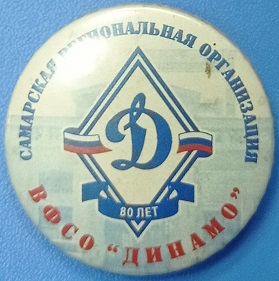 САМАРСКАЯ РЕГИОНАЛЬНАЯ ОРГАНИЗАЦИЯ
Д
80 ЛЕТ
ВФСО "ДИНАМО"